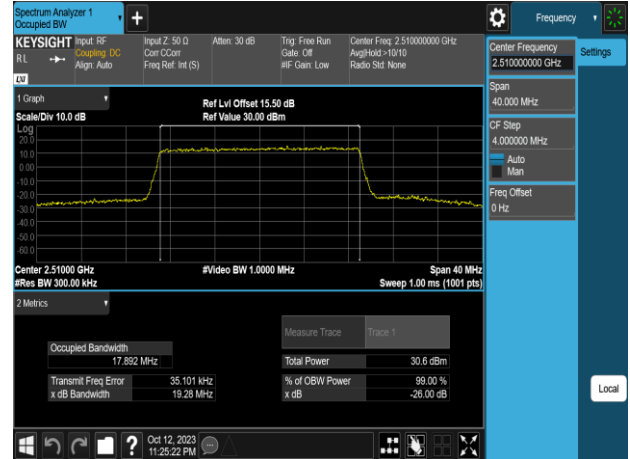 Spectrum Analyzer 1
Occupied BW
+
Frequency
KEYSIGHT
RL
LXI
Input: RF
Coupling: DC
Align: Auto
Input Z: 50 Ω
Corr CCorr
Freq Ref: Int (S)
Atten: 30 dB
Trig: Free Run
Gate: Off
#IF Gain: Low
Center Freq: 2.510000000 GHz
Avg|Hold:>10/10
Radio Std: None
Center Frequency
2.510000000 GHz
Settings
Span
40.000 MHz
CF Step
4.000000 MHz
Auto
Man
Freq Offset
0 Hz
Local
1 Graph
Scale/Div 10.0 dB
Ref Lvl Offset 15.50 dB
Ref Value 30.00 dBm
Log
20.0
10.0
0.00
-10.0
-20.0
-30.0
-40.0
-50.0
-60.0
Center 2.51000 GHz
#Video BW 1.0000 MHz
Span 40 MHz
#Res BW 300.00 kHz
Sweep 1.00 ms (1001 pts)
2 Metrics
Measure Trace
Trace 1
Occupied Bandwidth
17.892 MHz
Total Power
30.6 dBm
Transmit Freq Error
35.101 kHz
% of OBW Power
99.00 %
x dB Bandwidth
19.28 MHz
x dB
-26.00 dB
?
Oct 12, 2023
11:25:22 PM